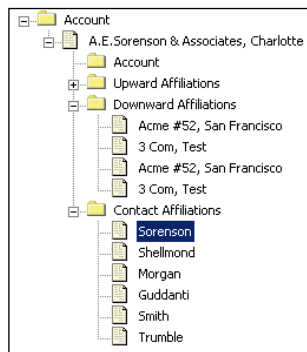 Account
A.E.Sorenson & Associates, Charlotte
Account
Upward Affiliations
Downward Affiliations
Acme #52, San Francisco
3 Com, Test
Acme #52, San Francisco
3 Com, Test
Contact Affiliations
Sorenson
Shellmond
Morgan
Guddanti
Smith
Trumble